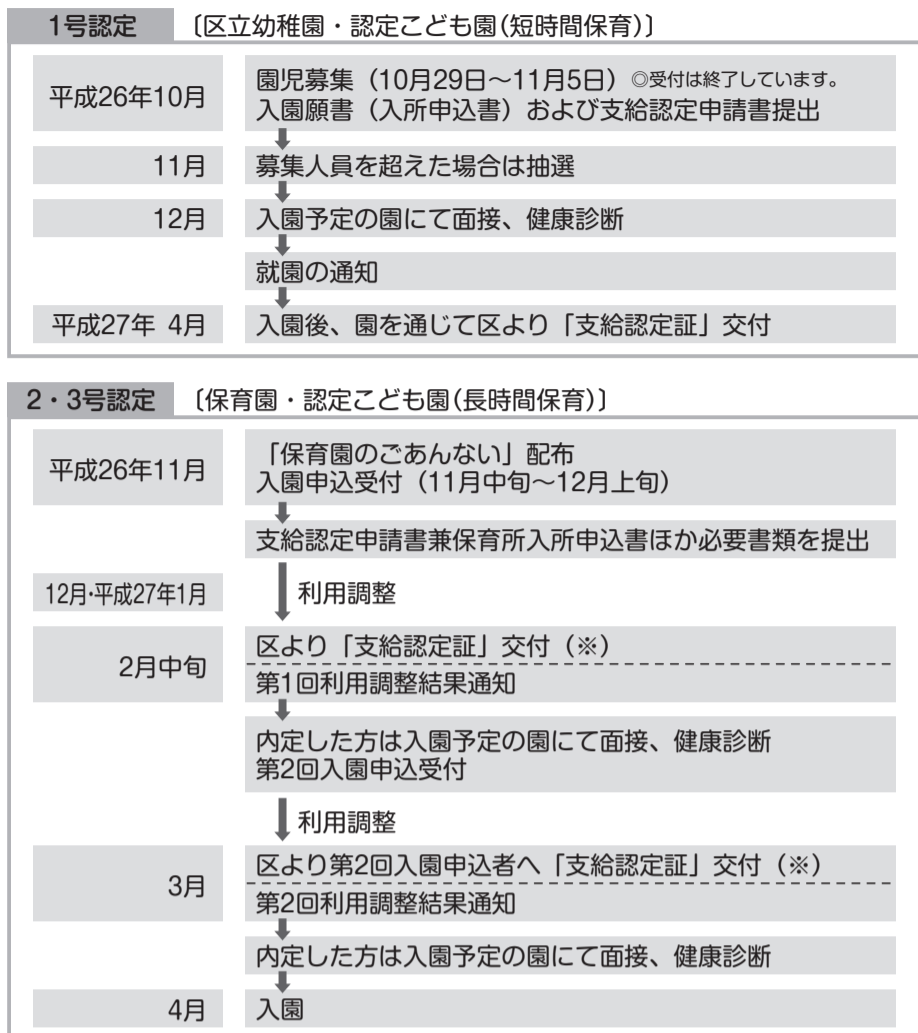 1号認定 〔区立幼稚園・認定こども園(短時間保育)〕
平成26年10月
園児募集（10月29日～11月5日）◎受付は終了しています。
入園願書（入所申込書）および支給認定申請書提出
11月 募集人員を超えた場合は抽選
12月 入園予定の園にて面接、健康診断
就園の通知
平成27年 4月 入園後、園を通じて区より「支給認定証」交付
2・3号認定 〔保育園・認定こども園(長時間保育)〕
平成26年11月
「保育園のごあんない」配布
入園申込受付（11月中旬～12月上旬）
支給認定申請書兼保育所入所申込書ほか必要書類を提出
12月・平成27年1月 利用調整
2月中旬
区より「支給認定証」交付（※）
第1回利用調整結果通知
内定した方は入園予定の園にて面接、健康診断
第2回入園申込受付
利用調整
3月
区より第2回入園申込者へ「支給認定証」交付（※）
第2回利用調整結果通知
内定した方は入園予定の園にて面接、健康診断
4月 入園